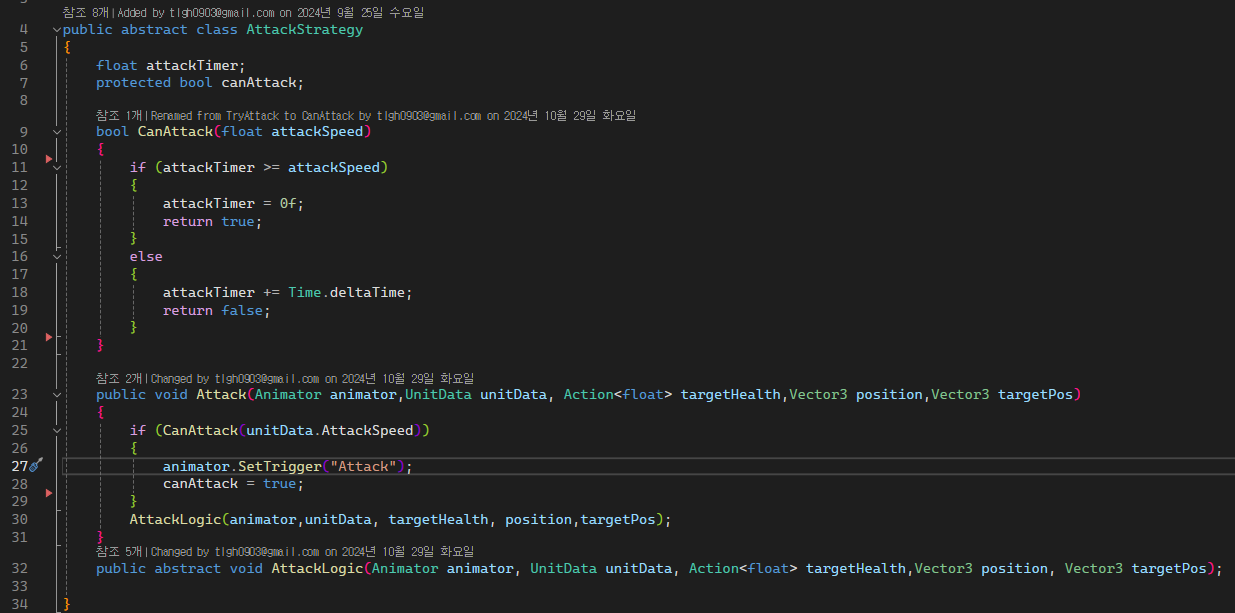 참조 8개|Added by tlgh0903@gmail.com on 2024년 9월 25일 수요일
4 public abstract class AttackStrategy
5 {
6 float attackTimer;
7 protected bool canAttack;
8
참조 1개|Renamed from TryAttack to CanAttack by tlgh0903@gmail.com on 2024년 10월 29일 화요일
9 bool CanAttack(float attackSpeed)
10 {
11 if (attackTimer >= attackSpeed)
12 {
13 attackTimer = 0f;
14 return true;
15 }
16 else
17 {
18 attackTimer += Time.deltaTime;
19 return false;
20 }
21 }
22
참조 2개|Changed by tlgh0903@gmail.com on 2024년 10월 29일 화요일
23 public void Attack(Animator animator,UnitData unitData, Action<float> targetHealth,Vector3 position,Vector3 targetPos)
24 {
25 if (CanAttack(unitData.AttackSpeed))
26 {
27 animator.SetTrigger("Attack");
28 canAttack = true;
29 }
30 AttackLogic(animator,unitData, targetHealth, position,targetPos);
31 }
참조 5개|Changed by tlgh0903@gmail.com on 2024년 10월 29일 화요일
32 public abstract void AttackLogic(Animator animator, UnitData unitData, Action<float> targetHealth,Vector3 position, Vector3 targetPos);
33
34 }